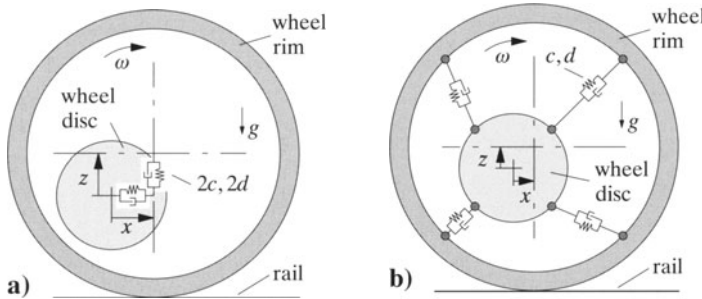 wheel
rim
ω
wheel
disc
g
z
2c, 2d
x
rail
a)
wheel
rim
ω
c, d
g
z
wheel
disc
x
rail
b)